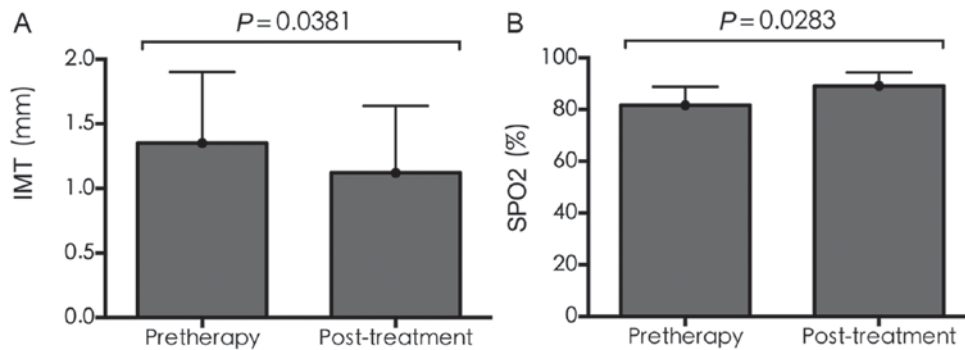 A
P = 0.0381
IMT (mm)
2.0
1.5
1.0
0.5
0.0
Pretherapy
Post-treatment
B
P = 0.0283
SPO2 (%)
100
80
60
40
20
0
Pretherapy
Post-treatment